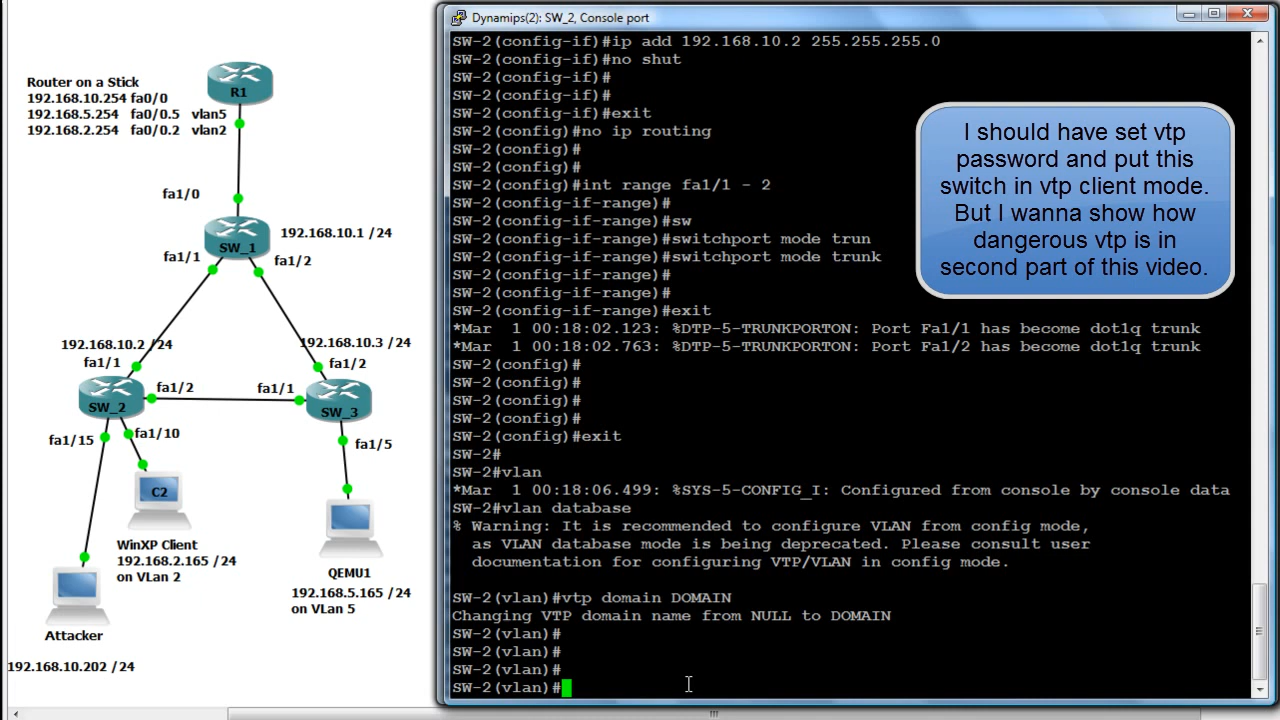 Router on a Stick
192.168.10.254 fa0/0
192.168.5.254 fa0/0.5 vlan5
192.168.2.254 fa0/0.2 vlan2
R1
fa1/0
SW_1
192.168.10.1 /24
fa1/1
fa1/2
192.168.10.2 /24
fa1/1
192.168.10.3 /24
fa1/2
SW_2
fa1/2
fa1/1
SW_3
fa1/15
fa1/10
fa1/5
C2
WinXP Client
192.168.2.165 /24
on VLan 2
QEMU1
192.168.5.165 /24
on VLan 5
Attacker
192.168.10.202 /24
Dynamips(2): SW_2, Console port
SW-2(config-if)#ip add 192.168.10.2 255.255.255.0
SW-2(config-if)#no shut
SW-2(config-if)#
SW-2(config-if)#
SW-2(config-if)#exit
SW-2(config)#no ip routing
SW-2(config)#
SW-2(config)#
SW-2(config)#int range fa1/1 - 2
SW-2(config-if-range)#
SW-2(config-if-range)#sw
SW-2(config-if-range)#switchport mode trun
SW-2(config-if-range)#switchport mode trunk
SW-2(config-if-range)#
SW-2(config-if-range)#
SW-2(config-if-range)#exit
*Mar  1 00:18:02.123: %DTP-5-TRUNKPORTON: Port Fa1/1 has become dot1q trunk
*Mar  1 00:18:02.763: %DTP-5-TRUNKPORTON: Port Fa1/2 has become dot1q trunk
SW-2(config)#
SW-2(config)#
SW-2(config)#
SW-2(config)#
SW-2(config)#exit
SW-2#
SW-2#vlan
*Mar  1 00:18:06.499: %SYS-5-CONFIG_I: Configured from console by console data
SW-2#vlan database
% Warning: It is recommended to configure VLAN from config mode,
as VLAN database mode is being deprecated. Please consult user
documentation for configuring VTP/VLAN in config mode.
SW-2(vlan)#vtp domain DOMAIN
Changing VTP domain name from NULL to DOMAIN
SW-2(vlan)#
SW-2(vlan)#
SW-2(vlan)#
SW-2(vlan)#
I should have set vtp
password and put this
switch in vtp client mode.
But I wanna show how
dangerous vtp is in
second part of this video.